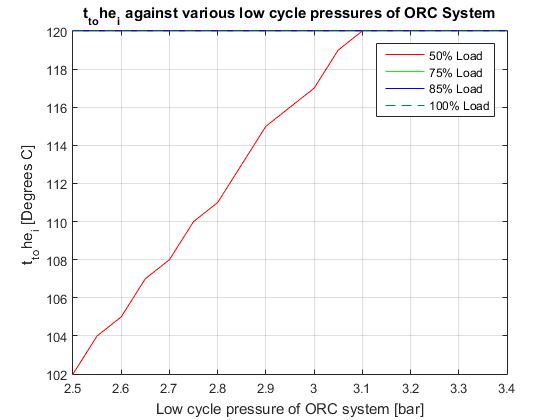 t_to he_i against various low cycle pressures of ORC System
120
118
116
114
112
110
108
106
104
102
t_to he_i [Degrees C]
50% Load
75% Load
85% Load
100% Load
2.5 2.6 2.7 2.8 2.9 3 3.1 3.2 3.3 3.4
Low cycle pressure of ORC system [bar]